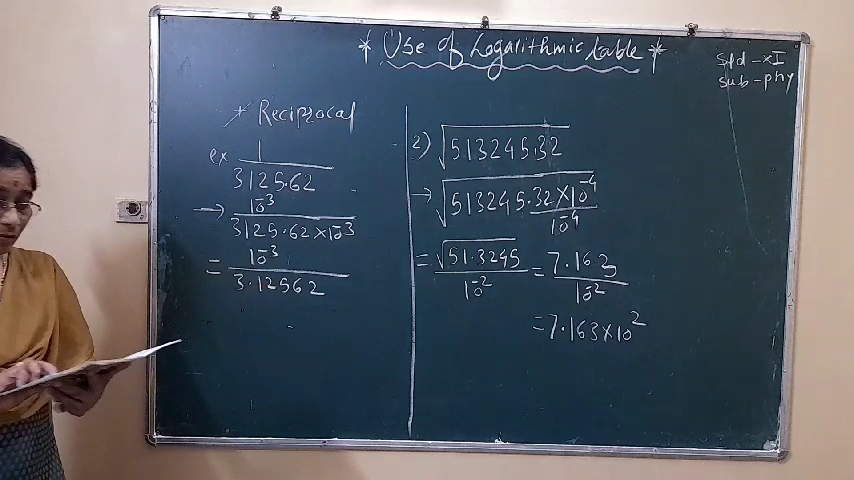 * Use of Logarithmic table *
Std - XI
Sub - phy
* Reciprocal
ex 1
3125.62
→ 10⁻³
3125.62 × 10⁻³
= 10⁻³
3.12562
2) √513245.32
→ √513245.32 × 10⁻⁴
10⁻⁴
= √51.3245 = 7.163
10⁻² 10⁻²
= 7.163 × 10²